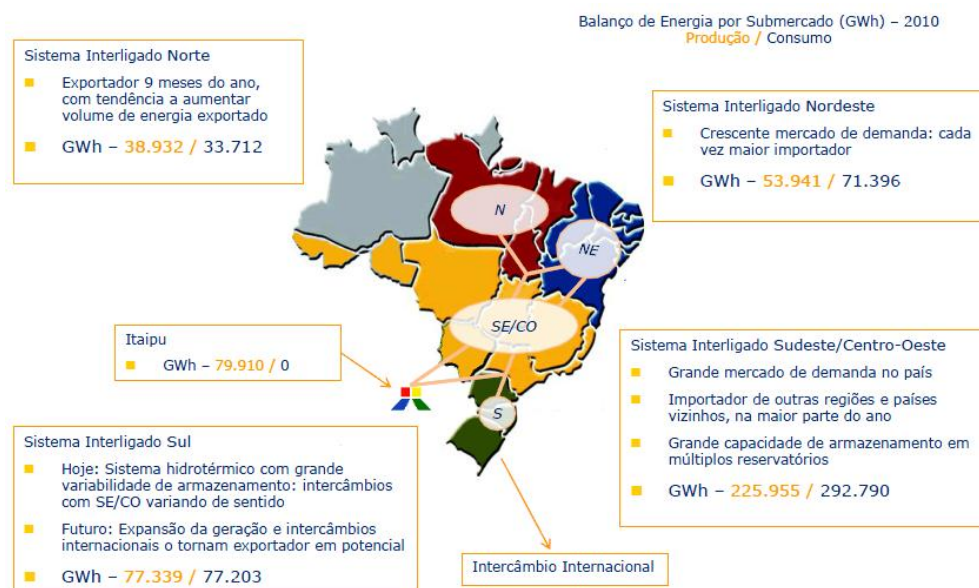 Balanço de Energia por Submercado (GWh) – 2010
Produção / Consumo
Sistema Interligado Norte
Exportador 9 meses do ano,
com tendência a aumentar
volume de energia exportado
GWh – 38.932 / 33.712
Sistema Interligado Nordeste
Crescente mercado de demanda: cada
vez maior importador
GWh – 53.941 / 71.396
N
NE
SE/CO
S
Itaipu
GWh – 79.910 / 0
Sistema Interligado Sudeste/Centro-Oeste
Grande mercado de demanda no país
Importador de outras regiões e países
vizinhos, na maior parte do ano
Grande capacidade de armazenamento em
múltiplos reservatórios
GWh – 225.955 / 292.790
Sistema Interligado Sul
Hoje: Sistema hidrotérmico com grande
variabilidade de armazenamento: intercâmbios
com SE/CO variando de sentido
Futuro: Expansão da geração e intercâmbios
internacionais o tornam exportador em potencial
GWh – 77.339 / 77.203
Intercâmbio Internacional